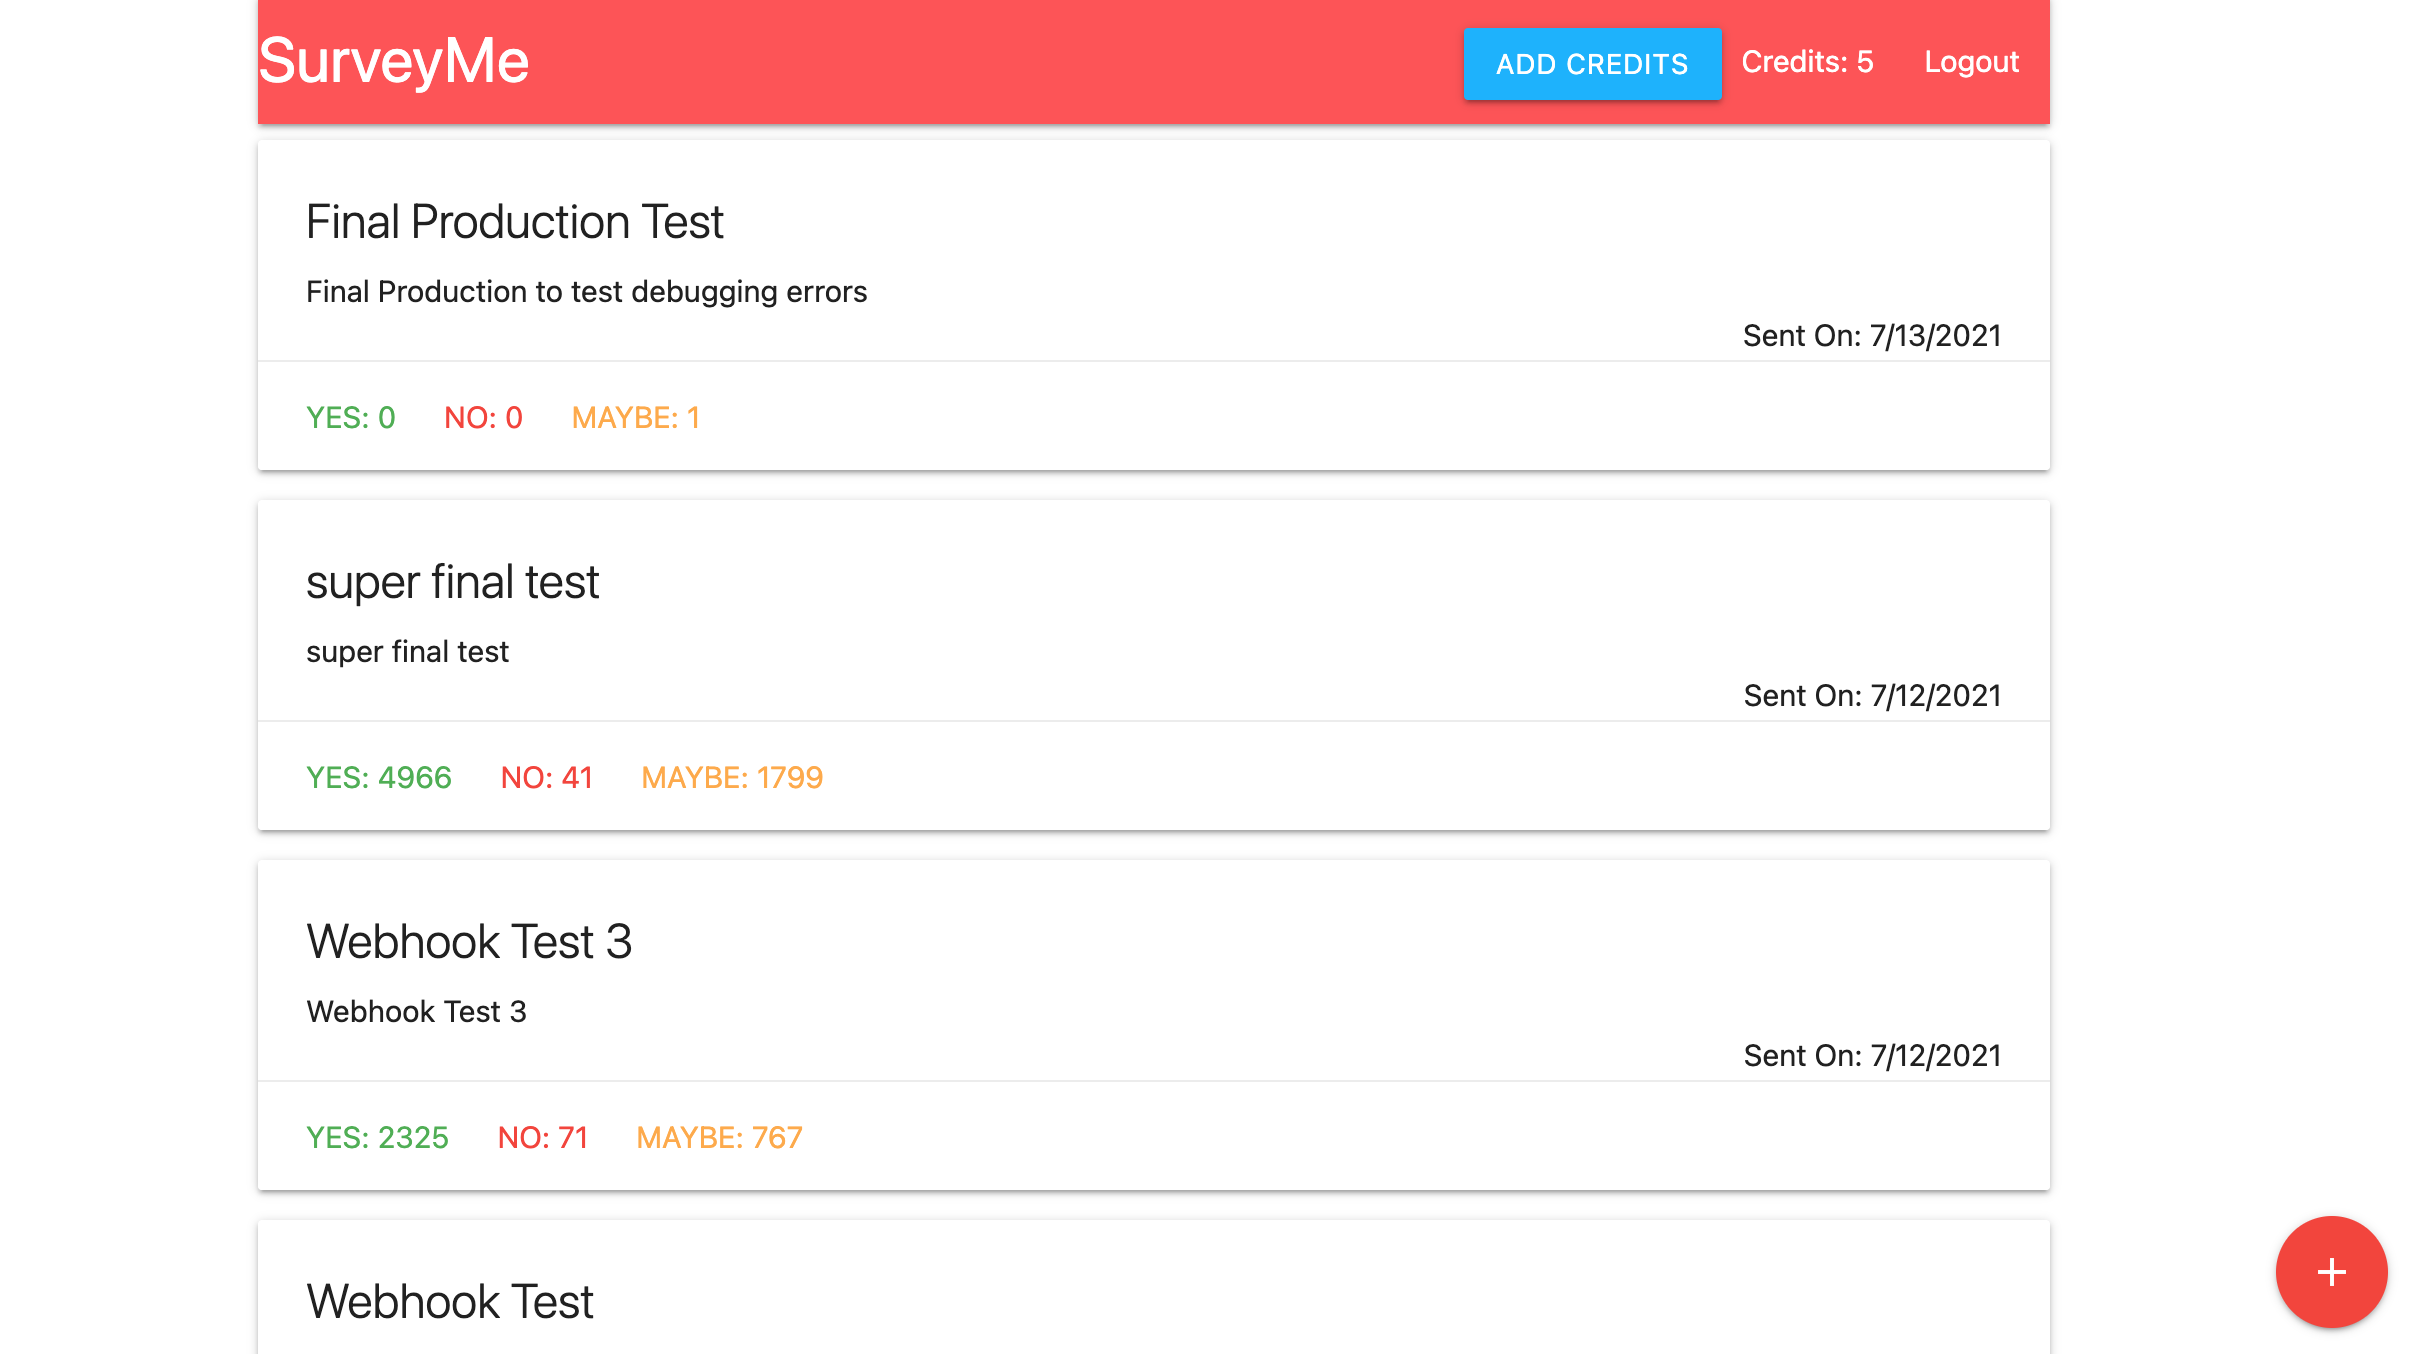 SurveyMe
ADD CREDITS Credits: 5 Logout
Final Production Test
Final Production to test debugging errors
Sent On: 7/13/2021
YES: 0 NO: 0 MAYBE: 1
super final test
super final test
Sent On: 7/12/2021
YES: 4966 NO: 41 MAYBE: 1799
Webhook Test 3
Webhook Test 3
Sent On: 7/12/2021
YES: 2325 NO: 71 MAYBE: 767
Webhook Test
+